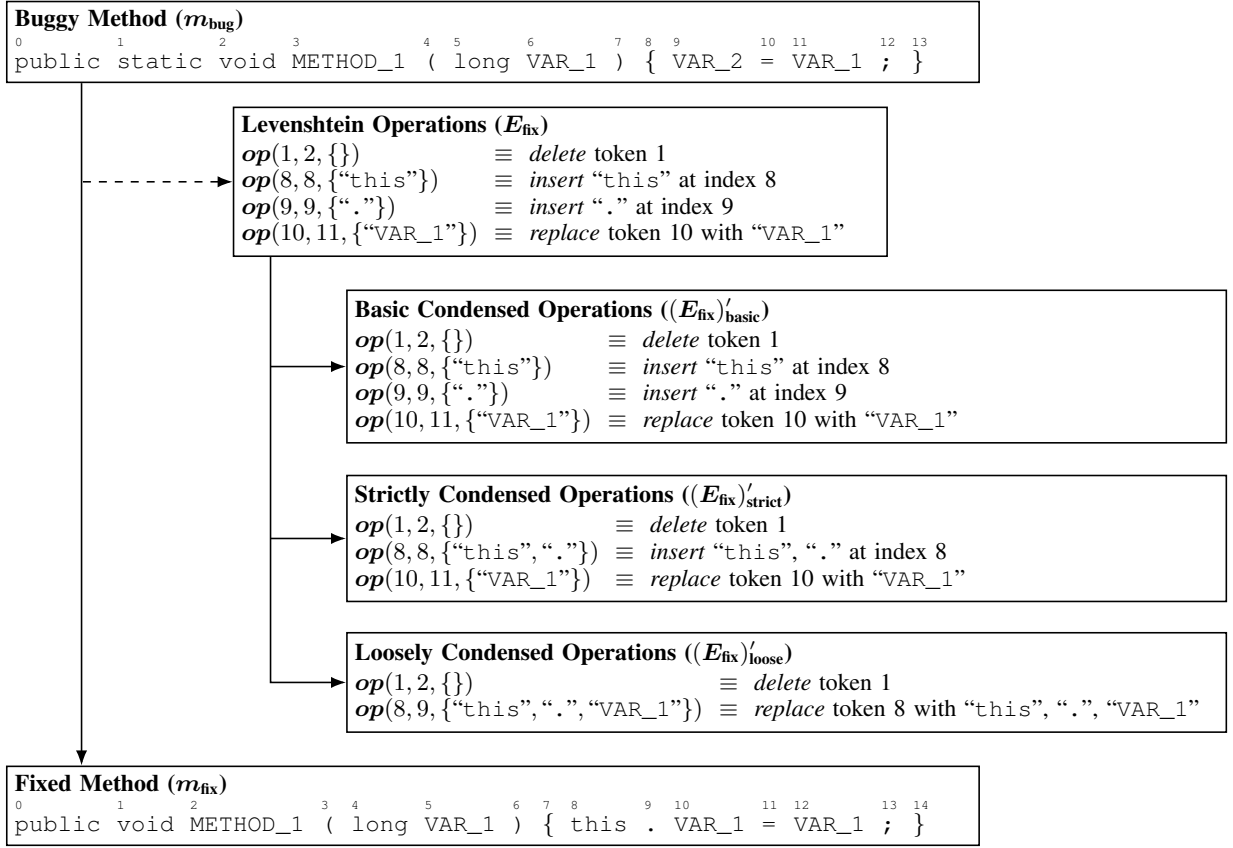 Buggy Method (m_bug)
0 1 2 3 4 5 6 7 8 9 10 11 12 13
public static void METHOD_1 ( long VAR_1 ) { VAR_2 = VAR_1 ; }
Levenshtein Operations (E_fix)
op(1, 2, {}) ≡ delete token 1
op(8, 8, {“this”}) ≡ insert “this” at index 8
op(9, 9, {“.”}) ≡ insert “.” at index 9
op(10, 11, {“VAR_1”}) ≡ replace token 10 with “VAR_1”
Basic Condensed Operations ((E_fix)′_basic)
op(1, 2, {}) ≡ delete token 1
op(8, 8, {“this”}) ≡ insert “this” at index 8
op(9, 9, {“.”}) ≡ insert “.” at index 9
op(10, 11, {“VAR_1”}) ≡ replace token 10 with “VAR_1”
Strictly Condensed Operations ((E_fix)′_strict)
op(1, 2, {}) ≡ delete token 1
op(8, 8, {“this”, “.”}) ≡ insert “this”, “.” at index 8
op(10, 11, {“VAR_1”}) ≡ replace token 10 with “VAR_1”
Loosely Condensed Operations ((E_fix)′_loose)
op(1, 2, {}) ≡ delete token 1
op(8, 9, {“this”, “.”, “VAR_1”}) ≡ replace token 8 with “this”, “.”, “VAR_1”
Fixed Method (m_fix)
0 1 2 3 4 5 6 7 8 9 10 11 12 13 14
public void METHOD_1 ( long VAR_1 ) { this . VAR_1 = VAR_1 ; }